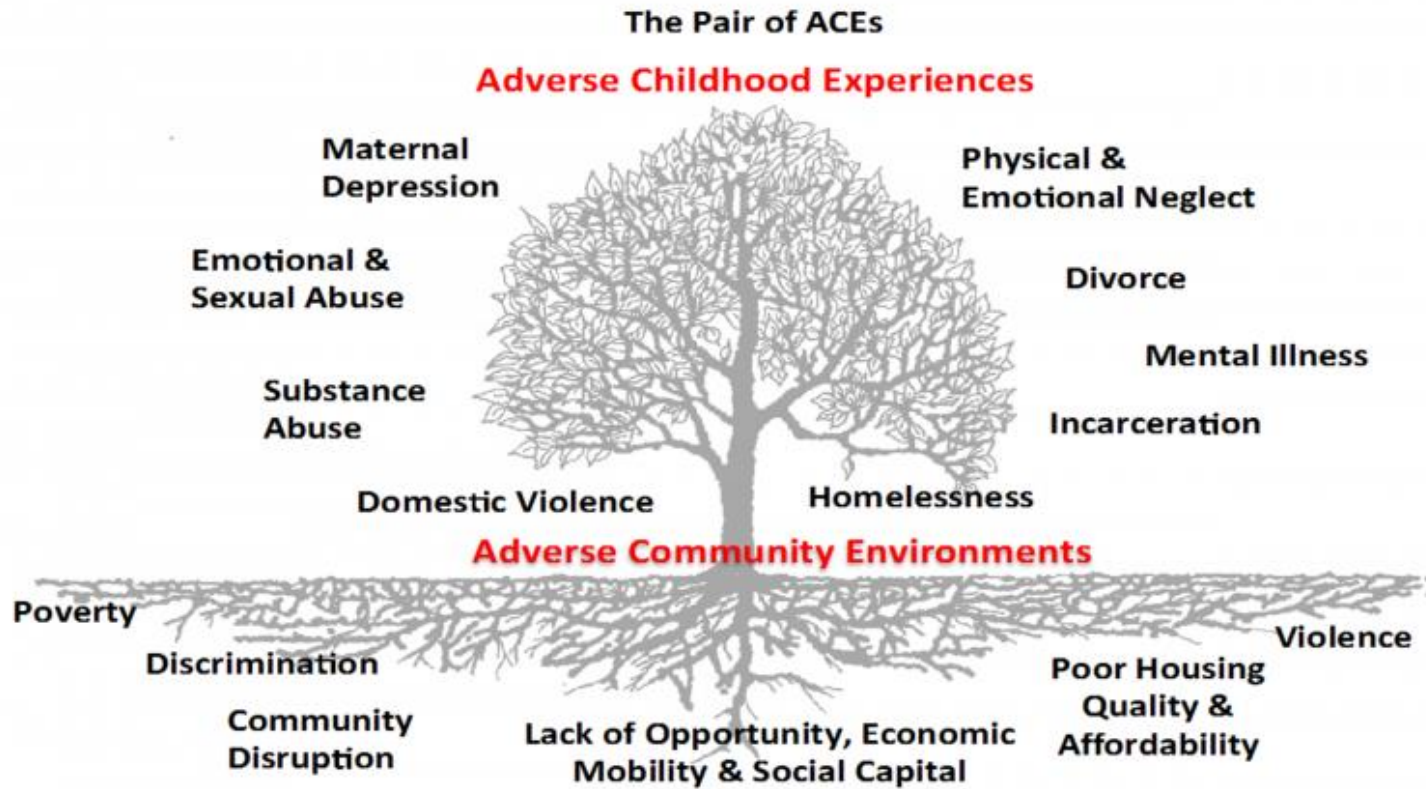 The Pair of ACEs
Adverse Childhood Experiences
Maternal
Depression
Physical &
Emotional Neglect
Emotional &
Sexual Abuse
Divorce
Mental Illness
Substance
Abuse
Incarceration
Domestic Violence
Homelessness
Adverse Community Environments
Poverty
Violence
Discrimination
Poor Housing
Quality &
Affordability
Community
Disruption
Lack of Opportunity, Economic
Mobility & Social Capital